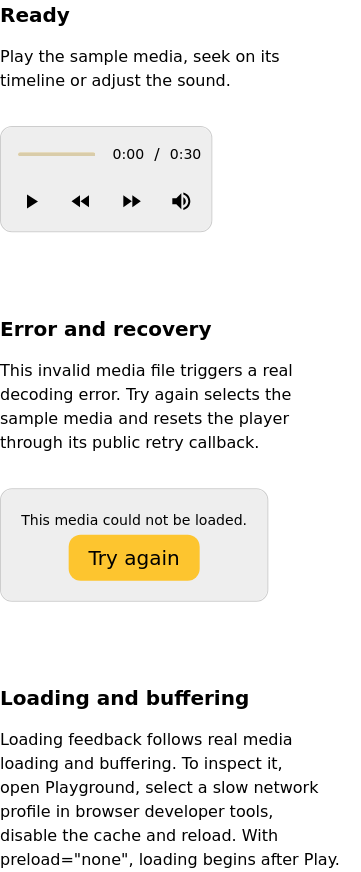 Ready
Play the sample media, seek on its
timeline or adjust the sound.
0:00 / 0:30
Error and recovery
This invalid media file triggers a real
decoding error. Try again selects the
sample media and resets the player
through its public retry callback.
This media could not be loaded.
Try again
Loading and buffering
Loading feedback follows real media
loading and buffering. To inspect it,
open Playground, select a slow network
profile in browser developer tools,
disable the cache and reload. With
preload="none", loading begins after Play.